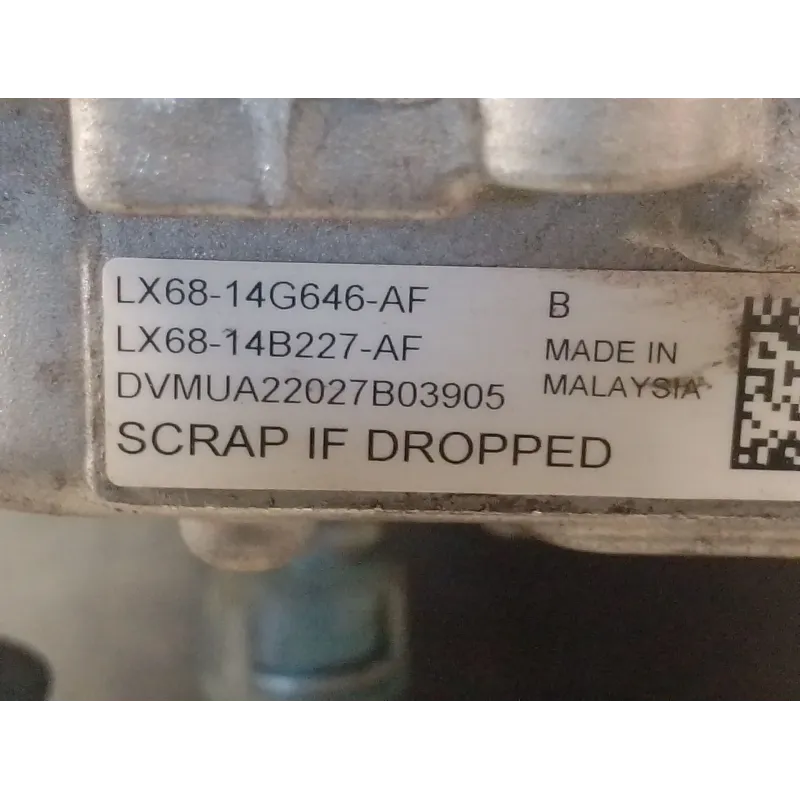 LX68-14G646-AF
LX68-14B227-AF
DVMUA22027B03905
SCRAP IF DROPPED
B
MADE IN
MALAYSIA